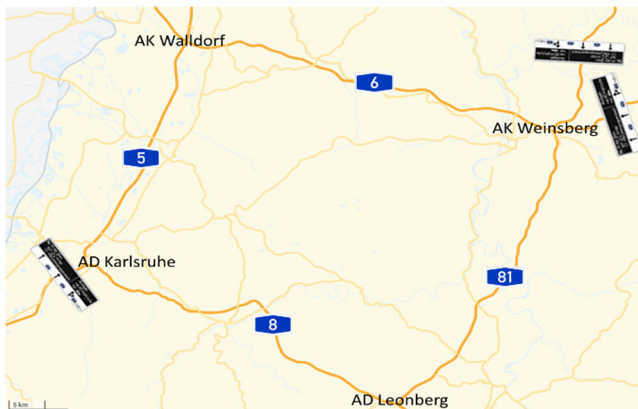 AK Walldorf
6
AK Weinsberg
5
AD Karlsruhe
81
8
AD Leonberg
5 km